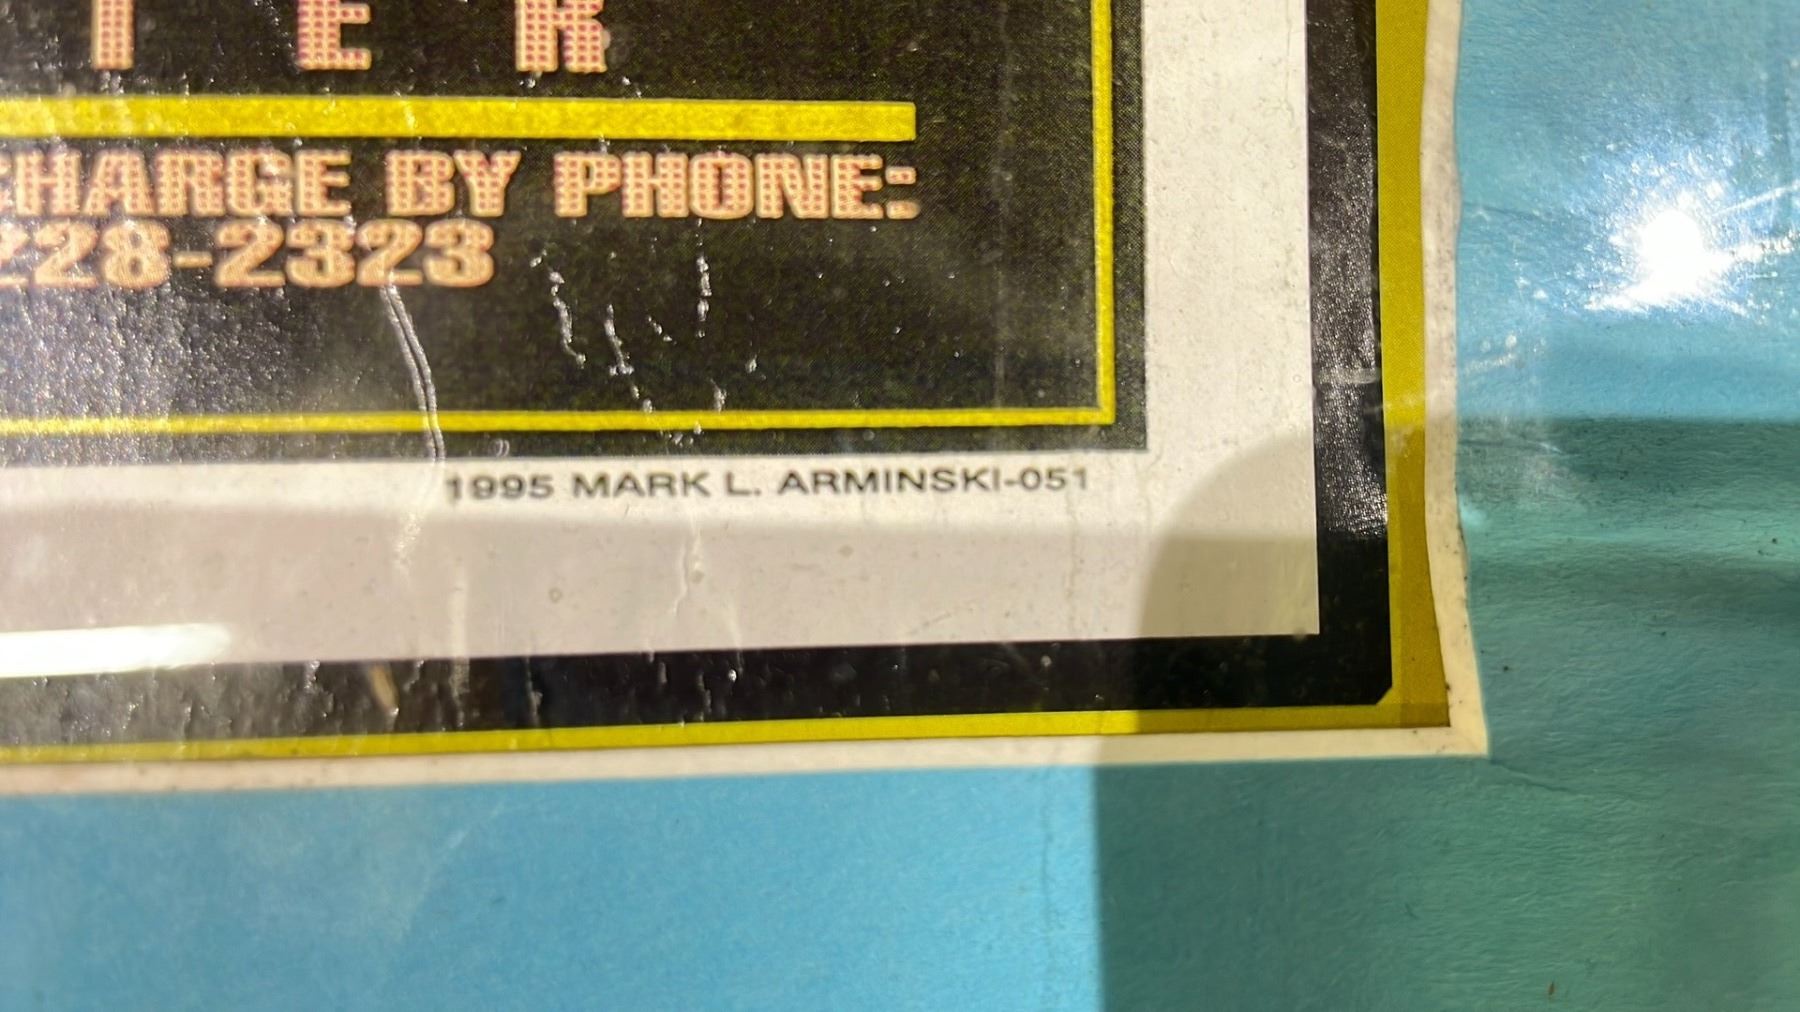 T E R
CHARGE BY PHONE:
228-2323
1995 MARK L. ARMINSKI-051